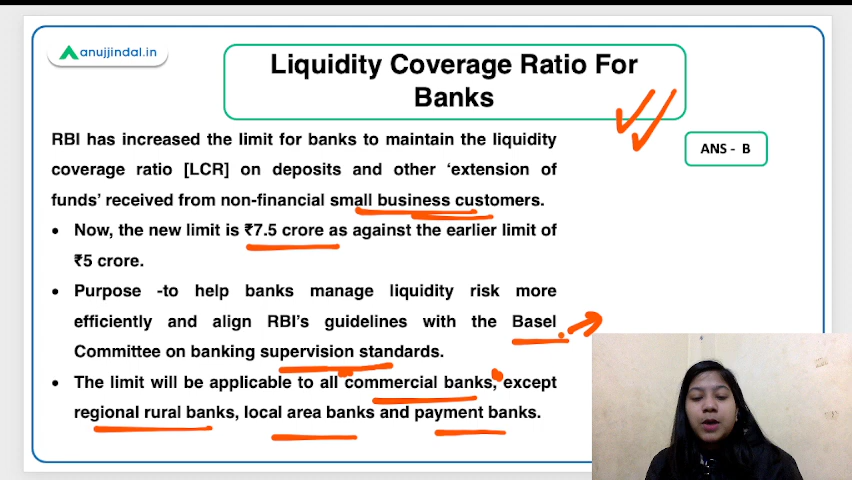 anujjindal.in
Liquidity Coverage Ratio For
Banks
RBI has increased the limit for banks to maintain the liquidity
coverage ratio [LCR] on deposits and other ‘extension of
funds’ received from non-financial small business customers.
• Now, the new limit is ₹7.5 crore as against the earlier limit of
₹5 crore.
• Purpose -to help banks manage liquidity risk more
efficiently and align RBI’s guidelines with the Basel
Committee on banking supervision standards.
• The limit will be applicable to all commercial banks, except
regional rural banks, local area banks and payment banks.
ANS - B